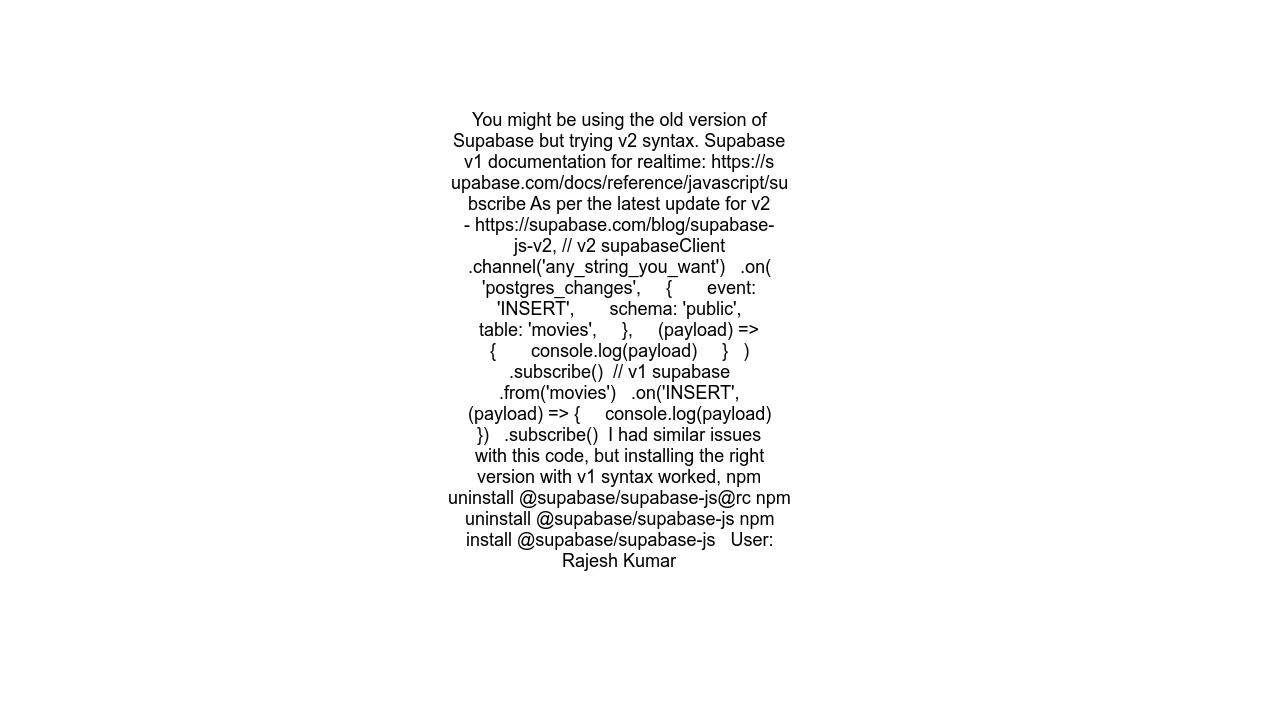 You might be using the old version of
Supabase but trying v2 syntax. Supabase
v1 documentation for realtime: https://s
upabase.com/docs/reference/javascript/su
bscribe As per the latest update for v2
- https://supabase.com/blog/supabase-
js-v2, // v2 supabaseClient
.channel('any_string_you_want')   .on(
'postgres_changes',     {       event:
'INSERT',       schema: 'public',
table: 'movies',     },     (payload) =>
{       console.log(payload)     }   )
.subscribe()  // v1 supabase
.from('movies')   .on('INSERT',
(payload) => {     console.log(payload)
})   .subscribe()  I had similar issues
with this code, but installing the right
version with v1 syntax worked, npm
uninstall @supabase/supabase-js@rc npm
uninstall @supabase/supabase-js npm
install @supabase/supabase-js   User:
Rajesh Kumar